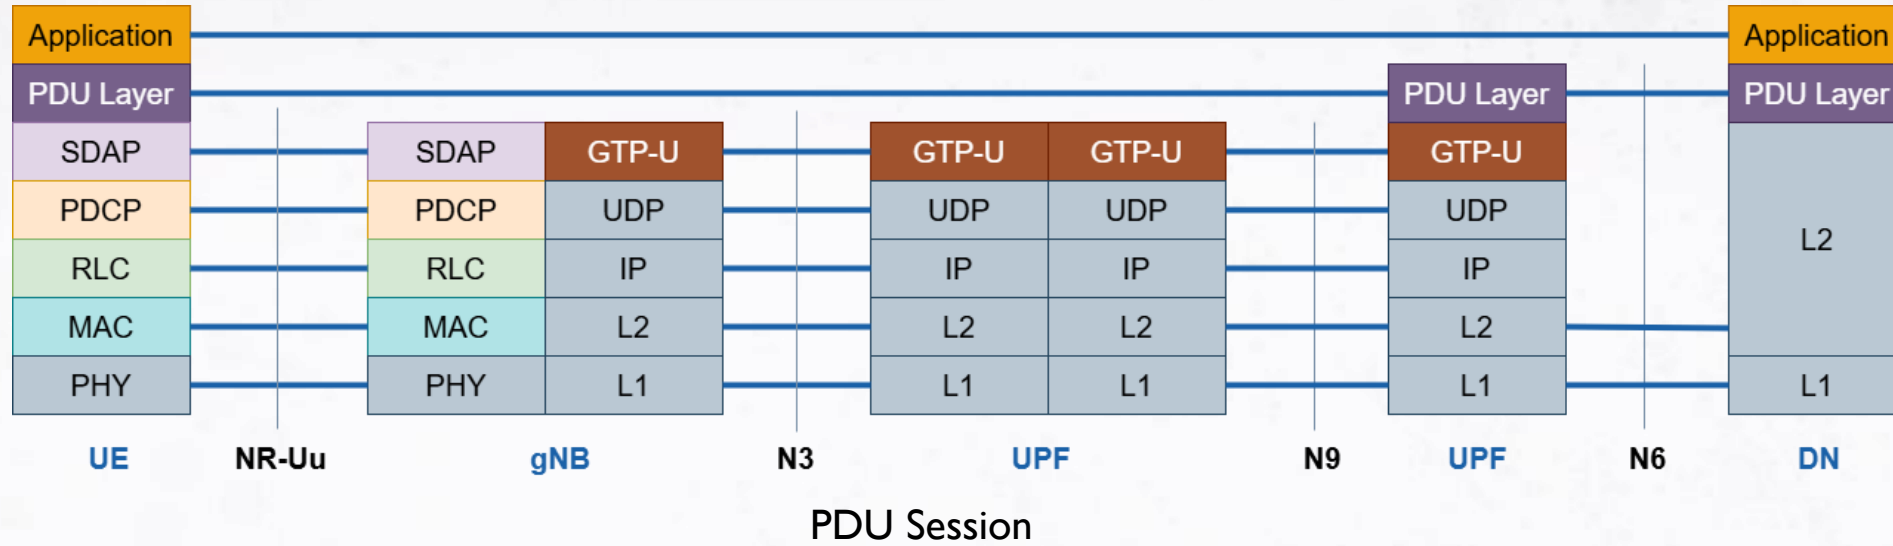 Application Application
PDU Layer PDU Layer PDU Layer
SDAP SDAP GTP-U GTP-U GTP-U GTP-U
PDCP PDCP UDP UDP UDP UDP
L2
RLC RLC IP IP IP IP
MAC MAC L2 L2 L2 L2
PHY PHY L1 L1 L1 L1 L1
UE NR-Uu gNB N3 UPF N9 UPF N6 DN
PDU Session